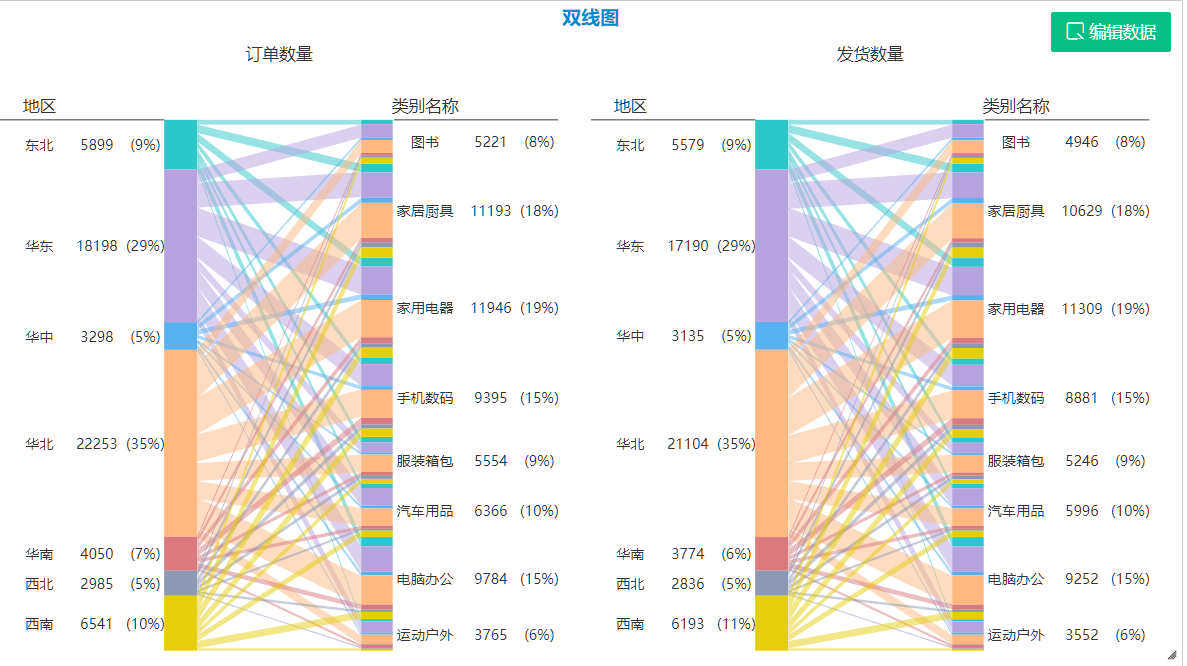 双线图
编辑数据
订单数量
地区 类别名称
东北 5899 (9%)
华东 18198 (29%)
华中 3298 (5%)
华北 22253 (35%)
华南 4050 (7%)
西北 2985 (5%)
西南 6541 (10%)
图书 5221 (8%)
家居厨具 11193 (18%)
家用电器 11946 (19%)
手机数码 9395 (15%)
服装箱包 5554 (9%)
汽车用品 6366 (10%)
电脑办公 9784 (15%)
运动户外 3765 (6%)
发货数量
地区 类别名称
东北 5579 (9%)
华东 17190 (29%)
华中 3135 (5%)
华北 21104 (35%)
华南 3774 (6%)
西北 2836 (5%)
西南 6193 (11%)
图书 4946 (8%)
家居厨具 10629 (18%)
家用电器 11309 (19%)
手机数码 8881 (15%)
服装箱包 5246 (9%)
汽车用品 5996 (10%)
电脑办公 9252 (15%)
运动户外 3552 (6%)